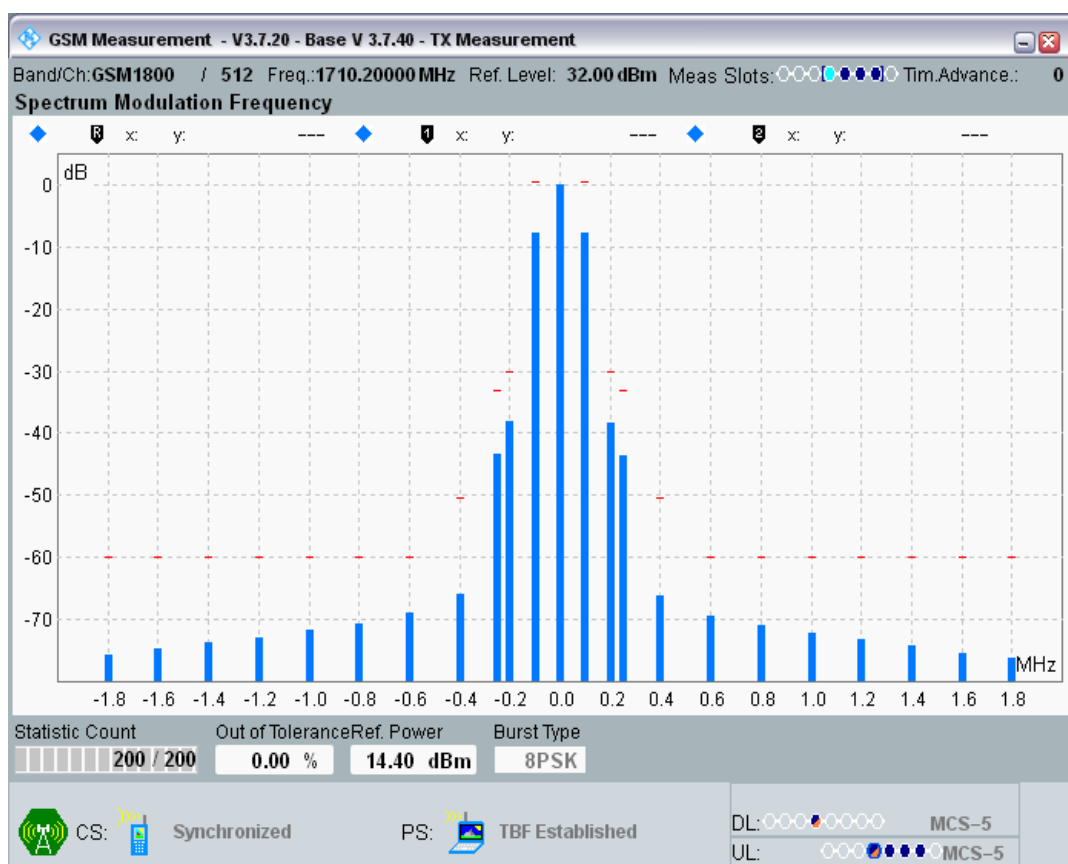 GSM Measurement - V3.7.20 - Base V 3.7.40 - TX Measurement
Band/Ch:GSM1800 / 512 Freq.:1710.20000MHz Ref. Level: 32.00dBm Meas Slots: Tim.Advance.: 0
Spectrum Modulation Frequency
R x: y: --- 1 x: y: --- 2 x: y: ---
dB
0
-10
-20
-30
-40
-50
-60
-70
MHz
-1.8 -1.6 -1.4 -1.2 -1.0 -0.8 -0.6 -0.4 -0.2 0.0 0.2 0.4 0.6 0.8 1.0 1.2 1.4 1.6 1.8
Statistic Count Out of Tolerance Ref. Power Burst Type
200 / 200 0.00 % 14.40 dBm 8PSK
CS: Synchronized PS: TBF Established DL: MCS-5
UL: MCS-5